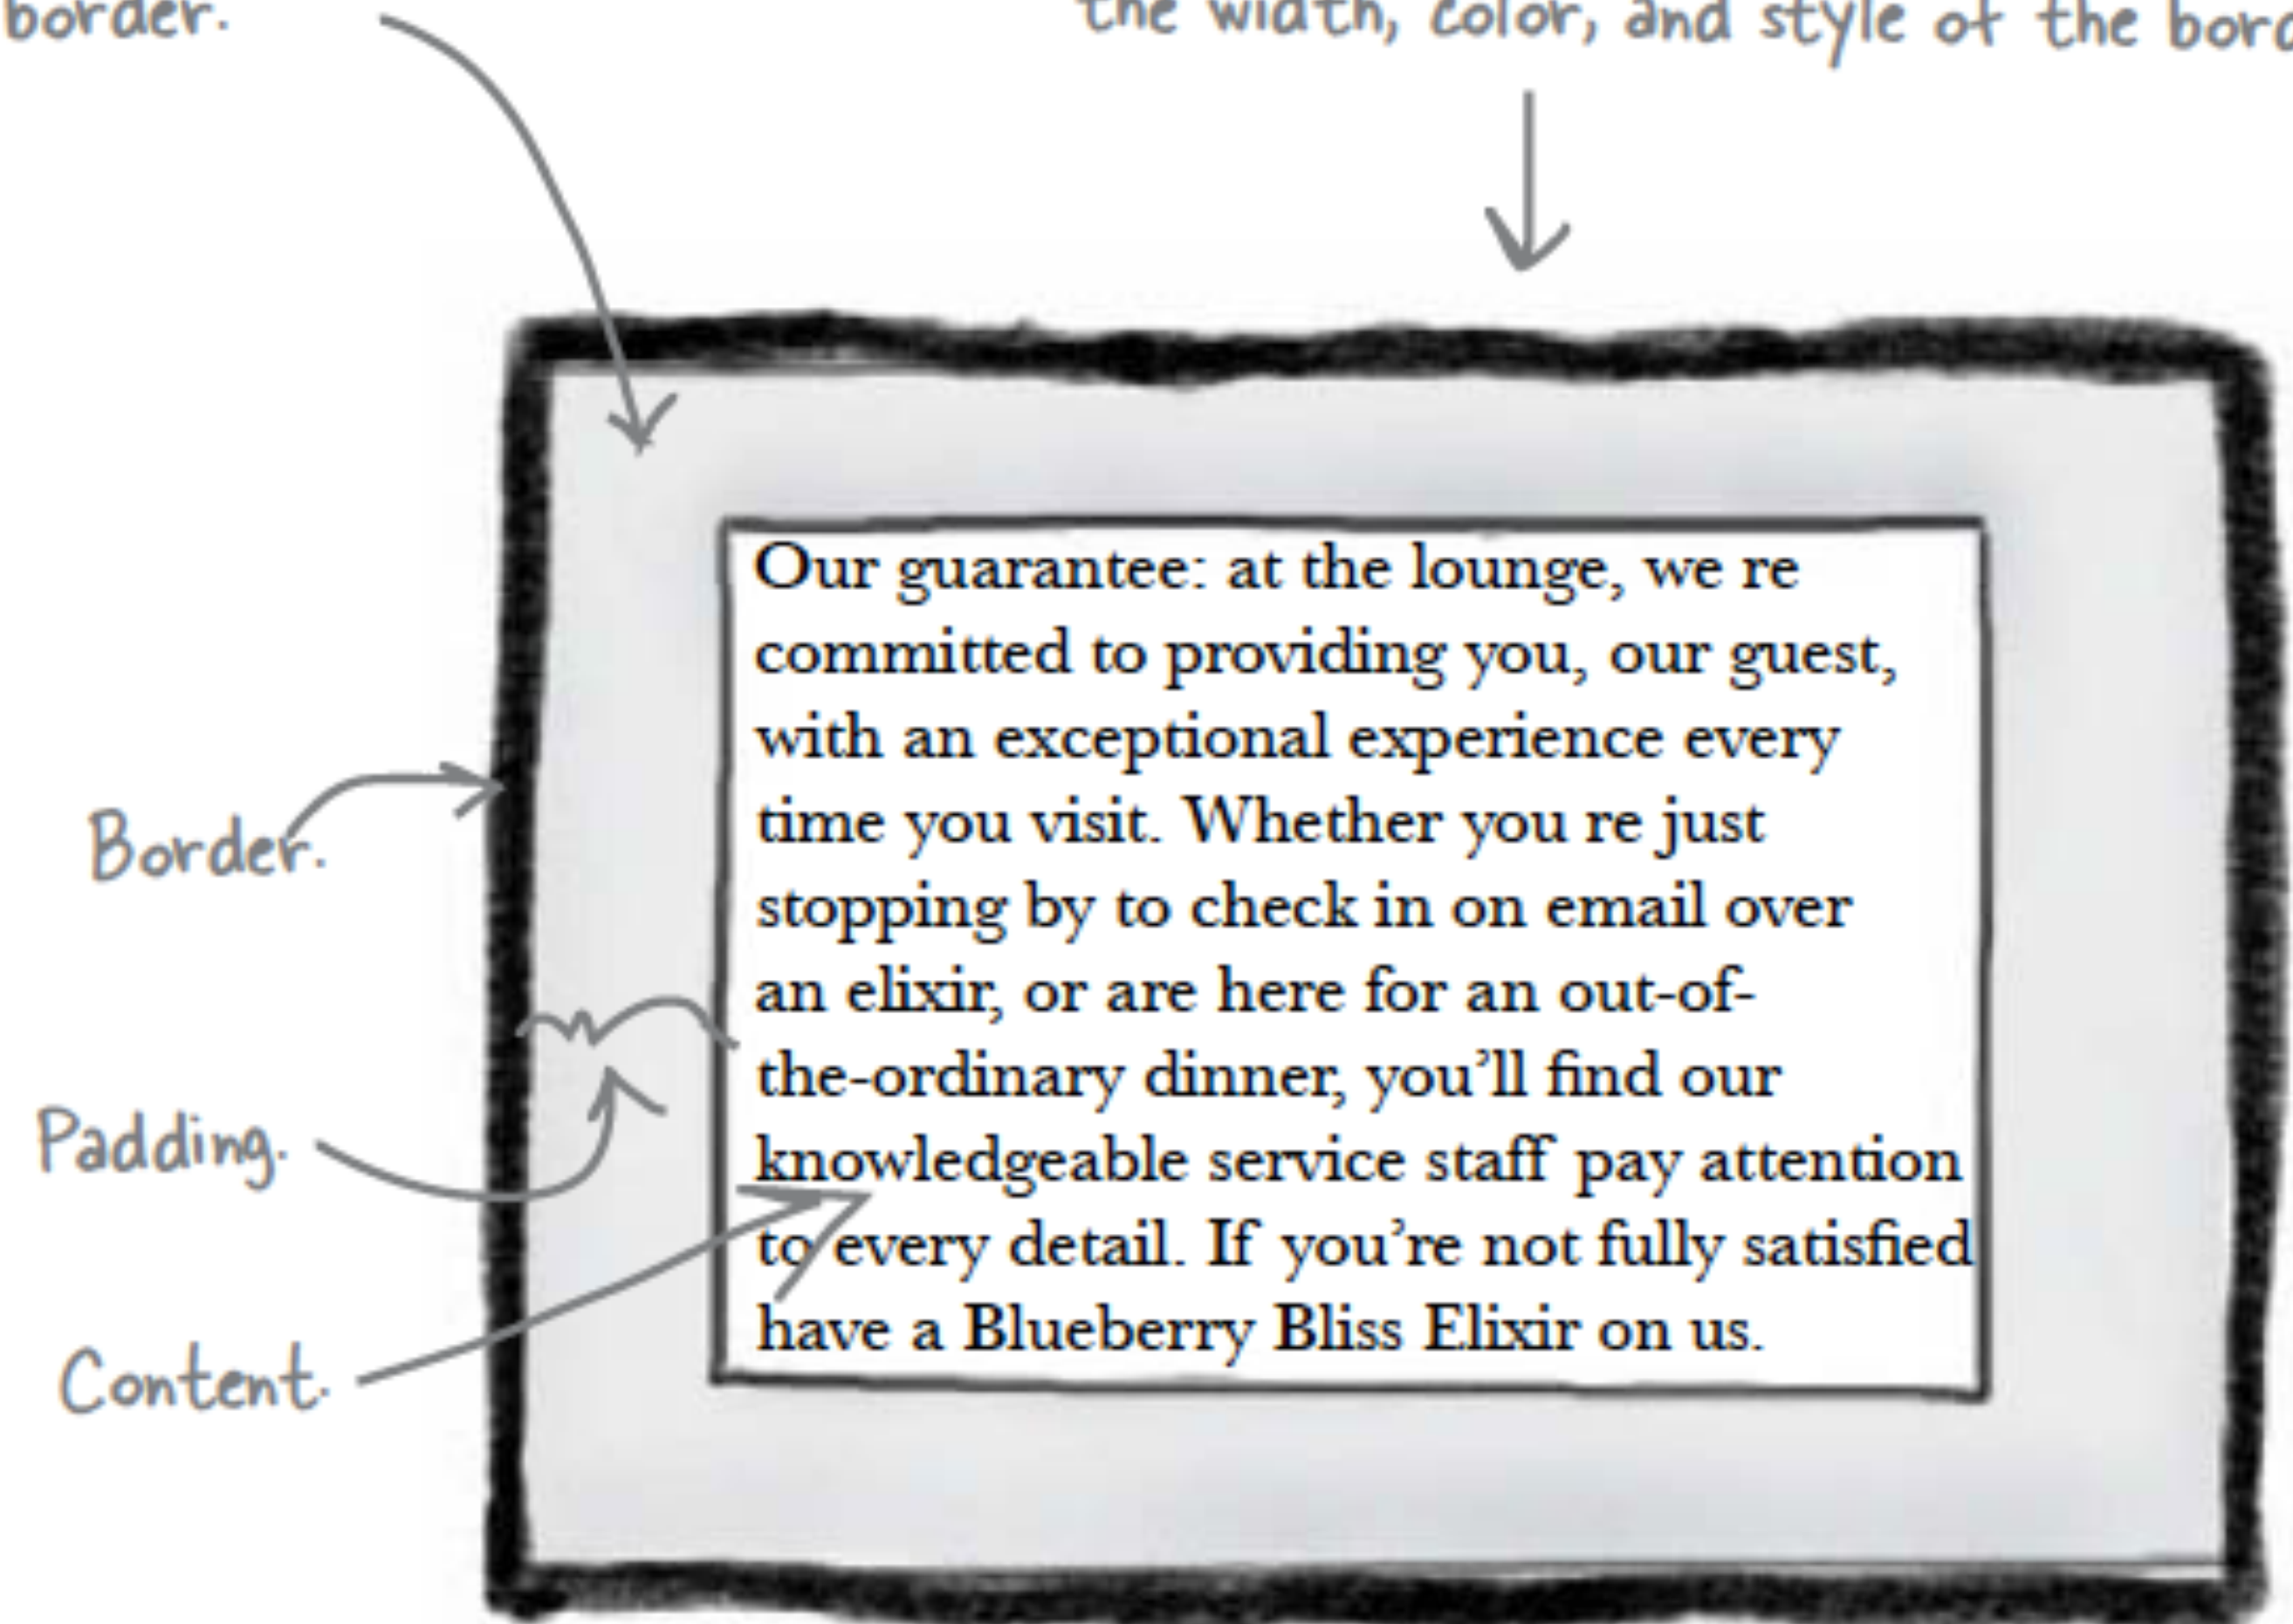 border.
the width, color, and style of the
Border.
Padding.
Content.
Our guarantee: at the lounge, we re
committed to providing you, our guest,
with an exceptional experience every
time you visit. Whether you re just
stopping by to check in on email over
an elixir, or are here for an out-of-
the-ordinary dinner, you’ll find our
knowledgeable service staff pay attention
to every detail. If you’re not fully satisfied
have a Blueberry Bliss Elixir on us.